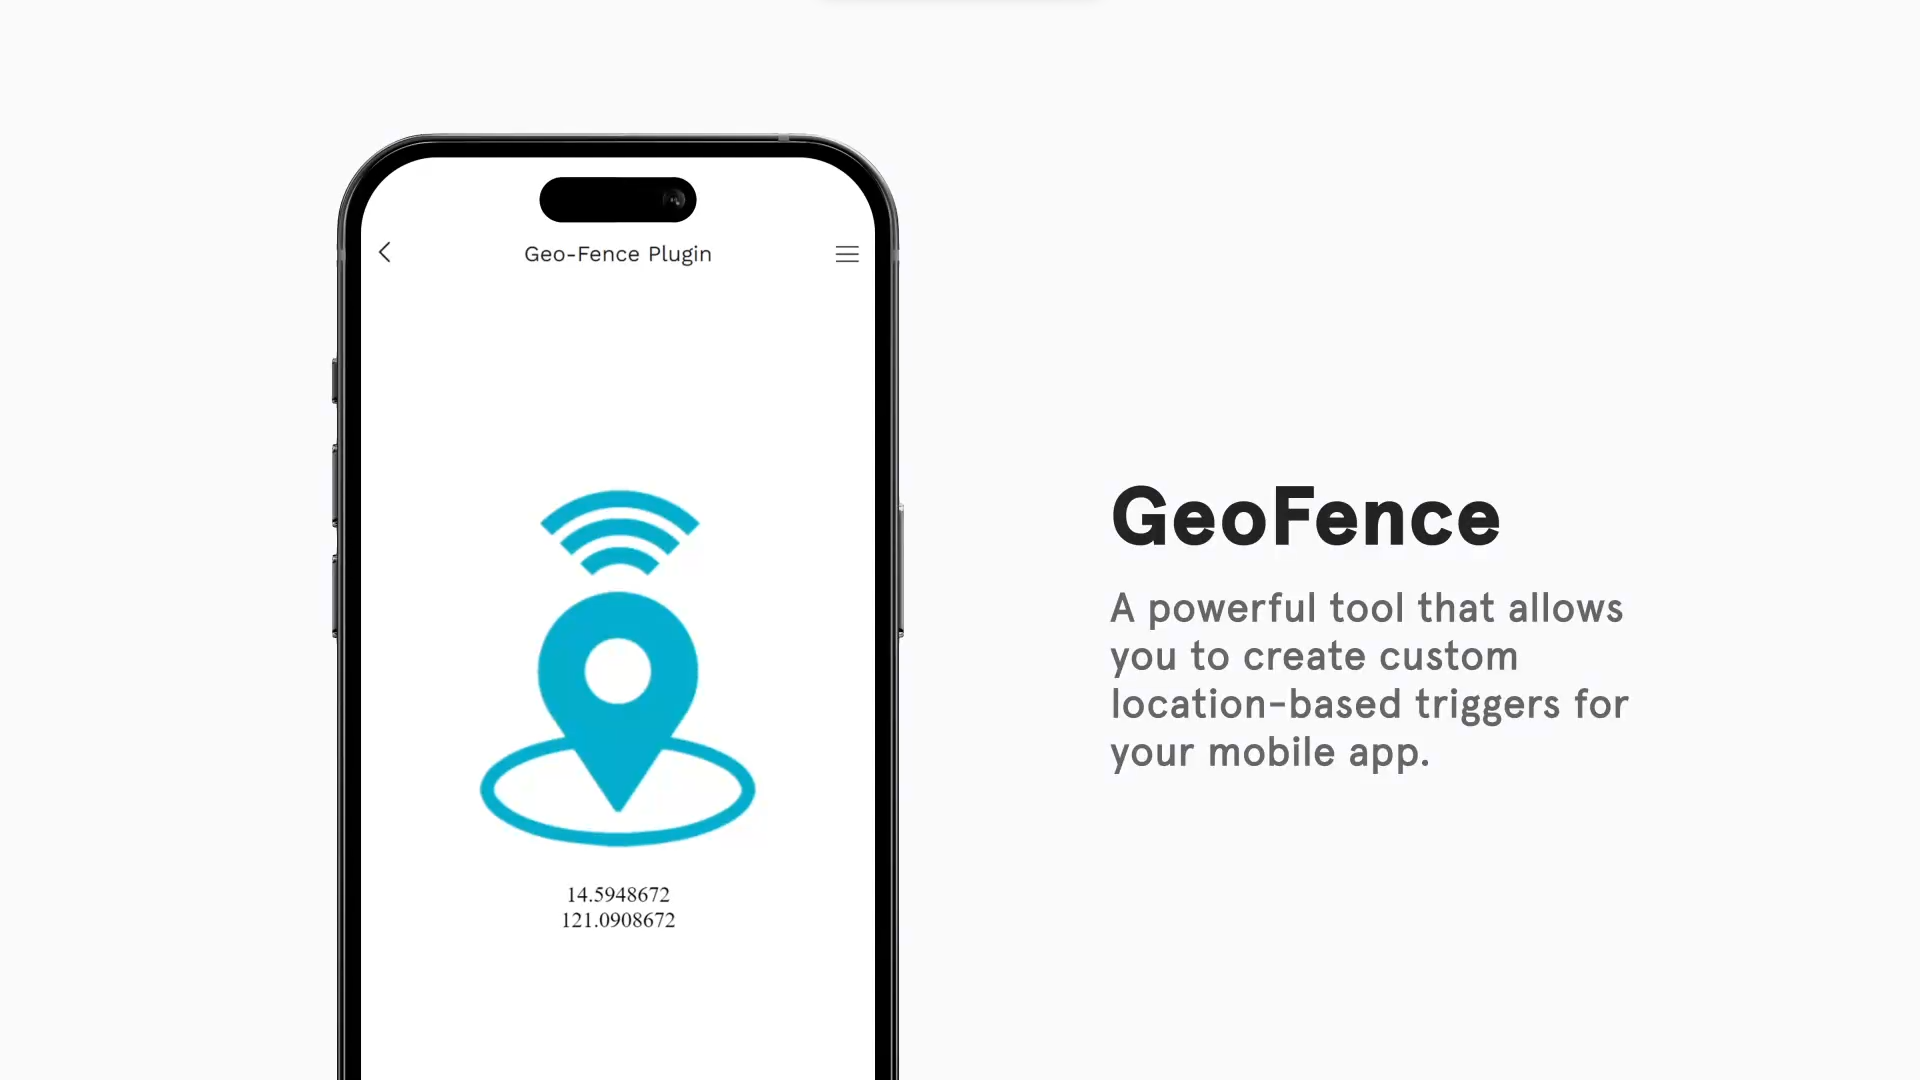 Geo-Fence Plugin
14.5948672
121.0908672
GeoFence
A powerful tool that allows
you to create custom
location-based triggers for
your mobile app.